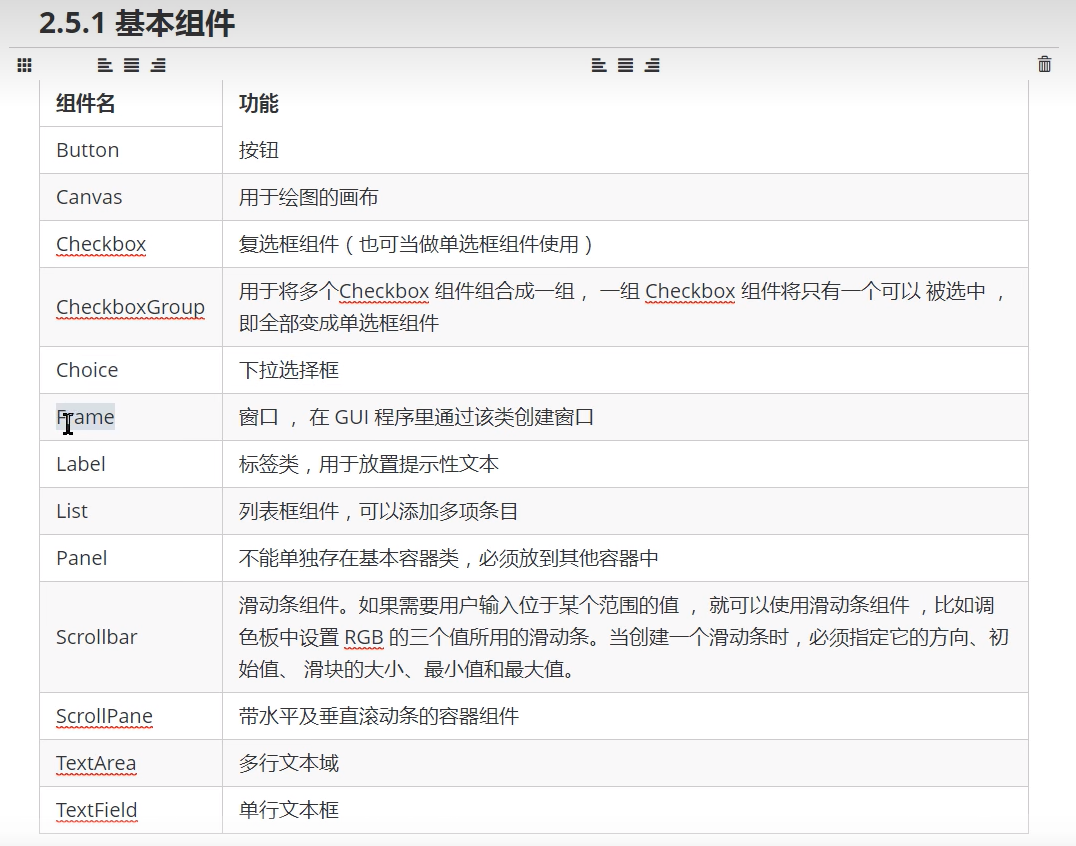 2.5.1 基本组件
组件名 功能
Button 按钮
Canvas 用于绘图的画布
Checkbox 复选框组件 ( 也可当做单选框组件使用 )
CheckboxGroup 用于将多个Checkbox 组件组合成一组 ， 一组 Checkbox 组件将只有一个可以 被选中 ，
即全部变成单选框组件
Choice 下拉选择框
Frame 窗口 ， 在 GUI 程序里通过该类创建窗口
Label 标签类，用于放置提示性文本
List 列表框组件，可以添加多项条目
Panel 不能单独存在基本容器类，必须放到其他容器中
Scrollbar 滑动条组件。如果需要用户输入位于某个范围的值 ， 就可以使用滑动条组件 ，比如调
色板中设置 RGB 的三个值所用的滑动条。当创建一个滑动条时，必须指定它的方向、初
始值、 滑块的大小、最小值和最大值。
ScrollPane 带水平及垂直滚动条的容器组件
TextArea 多行文本域
TextField 单行文本框